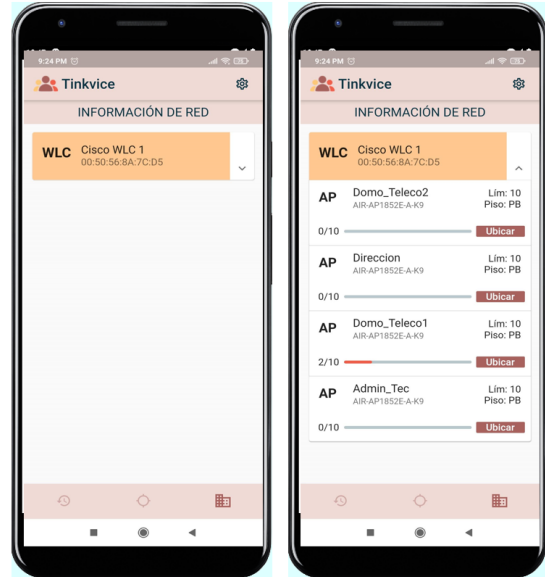 9:24 PM
Tinkvice
INFORMACIÓN DE RED
WLC Cisco WLC 1
00:50:56:8A:7C:D5
9:24 PM
Tinkvice
INFORMACIÓN DE RED
WLC Cisco WLC 1
00:50:56:8A:7C:D5
AP Domo_Teleco2 Lím: 10
AIR-AP1852E-A-K9 Piso: PB
0/10 Ubicar
AP Direccion Lím: 10
AIR-AP1852E-A-K9 Piso: PB
0/10 Ubicar
AP Domo_Teleco1 Lím: 10
AIR-AP1852E-A-K9 Piso: PB
2/10 Ubicar
AP Admin_Tec Lím: 10
AIR-AP1852E-A-K9 Piso: PB
0/10 Ubicar